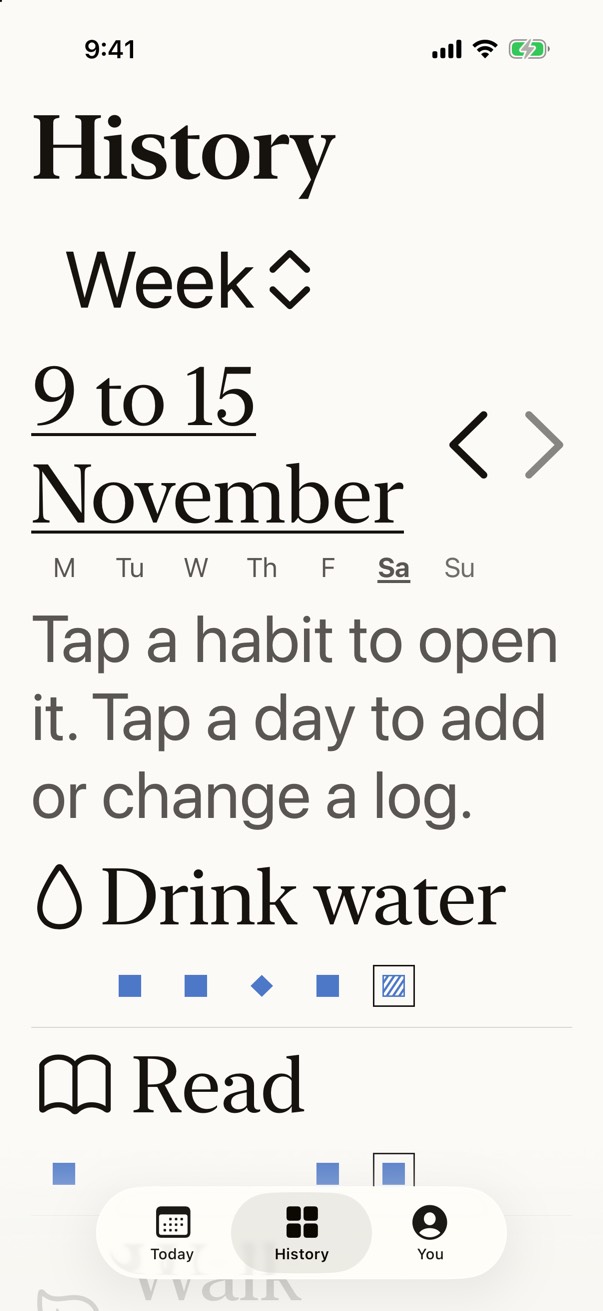 9:41
History
Week
9 to 15
November
M Tu W Th F Sa Su
Tap a habit to open
it. Tap a day to add
or change a log.
Drink water
Read
Walk
Today History You